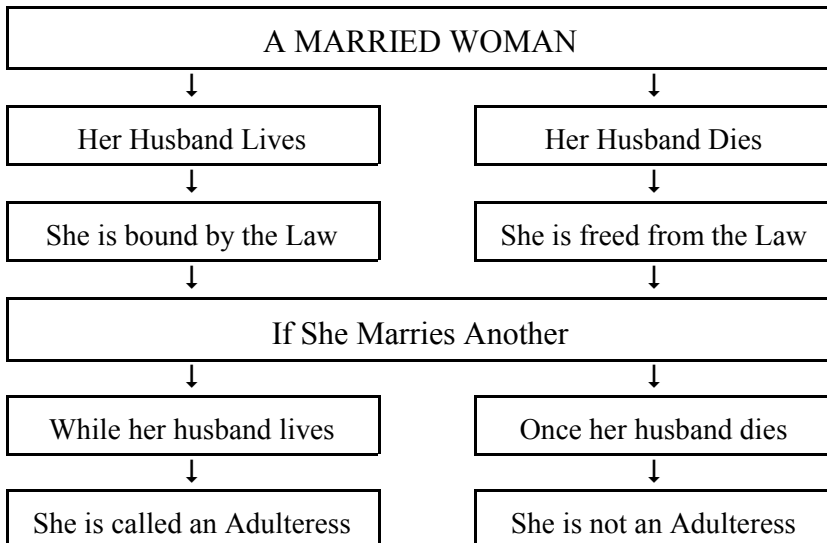 A MARRIED WOMAN
↓ ↓
Her Husband Lives Her Husband Dies
↓ ↓
She is bound by the Law She is freed from the Law
↓ ↓
If She Marries Another
↓ ↓
While her husband lives Once her husband dies
↓ ↓
She is called an Adulteress She is not an Adulteress